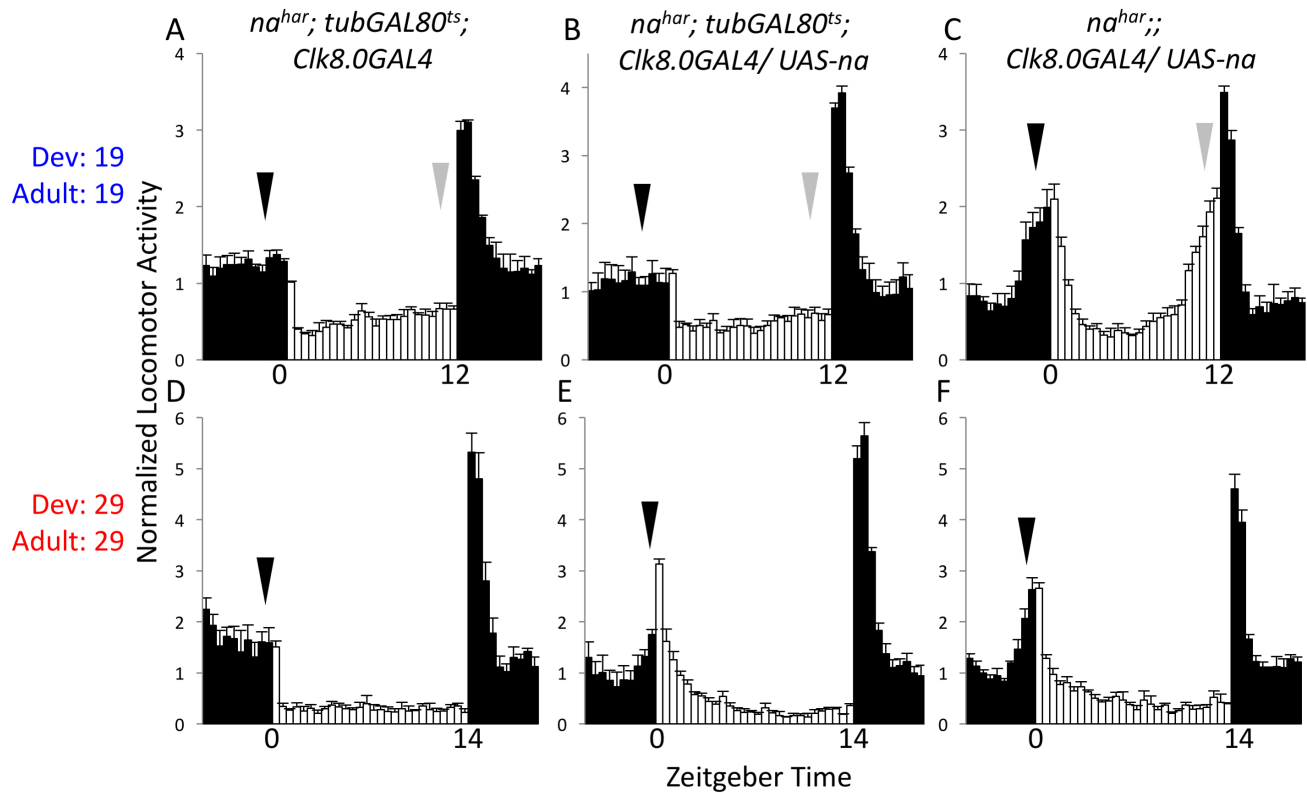 A
na^har; tubGAL80^ts;
Clk8.0GAL4
B
na^har; tubGAL80^ts;
Clk8.0GAL4/ UAS-na
C
na^har;;
Clk8.0GAL4/ UAS-na
Dev: 19
Adult: 19
Dev: 29
Adult: 29
Normalized Locomotor Activity
4
3
2
1
0
0
12
4
3
2
1
0
0
12
4
3
2
1
0
0
12
D
6
5
4
3
2
1
0
0
14
E
6
5
4
3
2
1
0
0
14
F
6
5
4
3
2
1
0
0
14
Zeitgeber Time